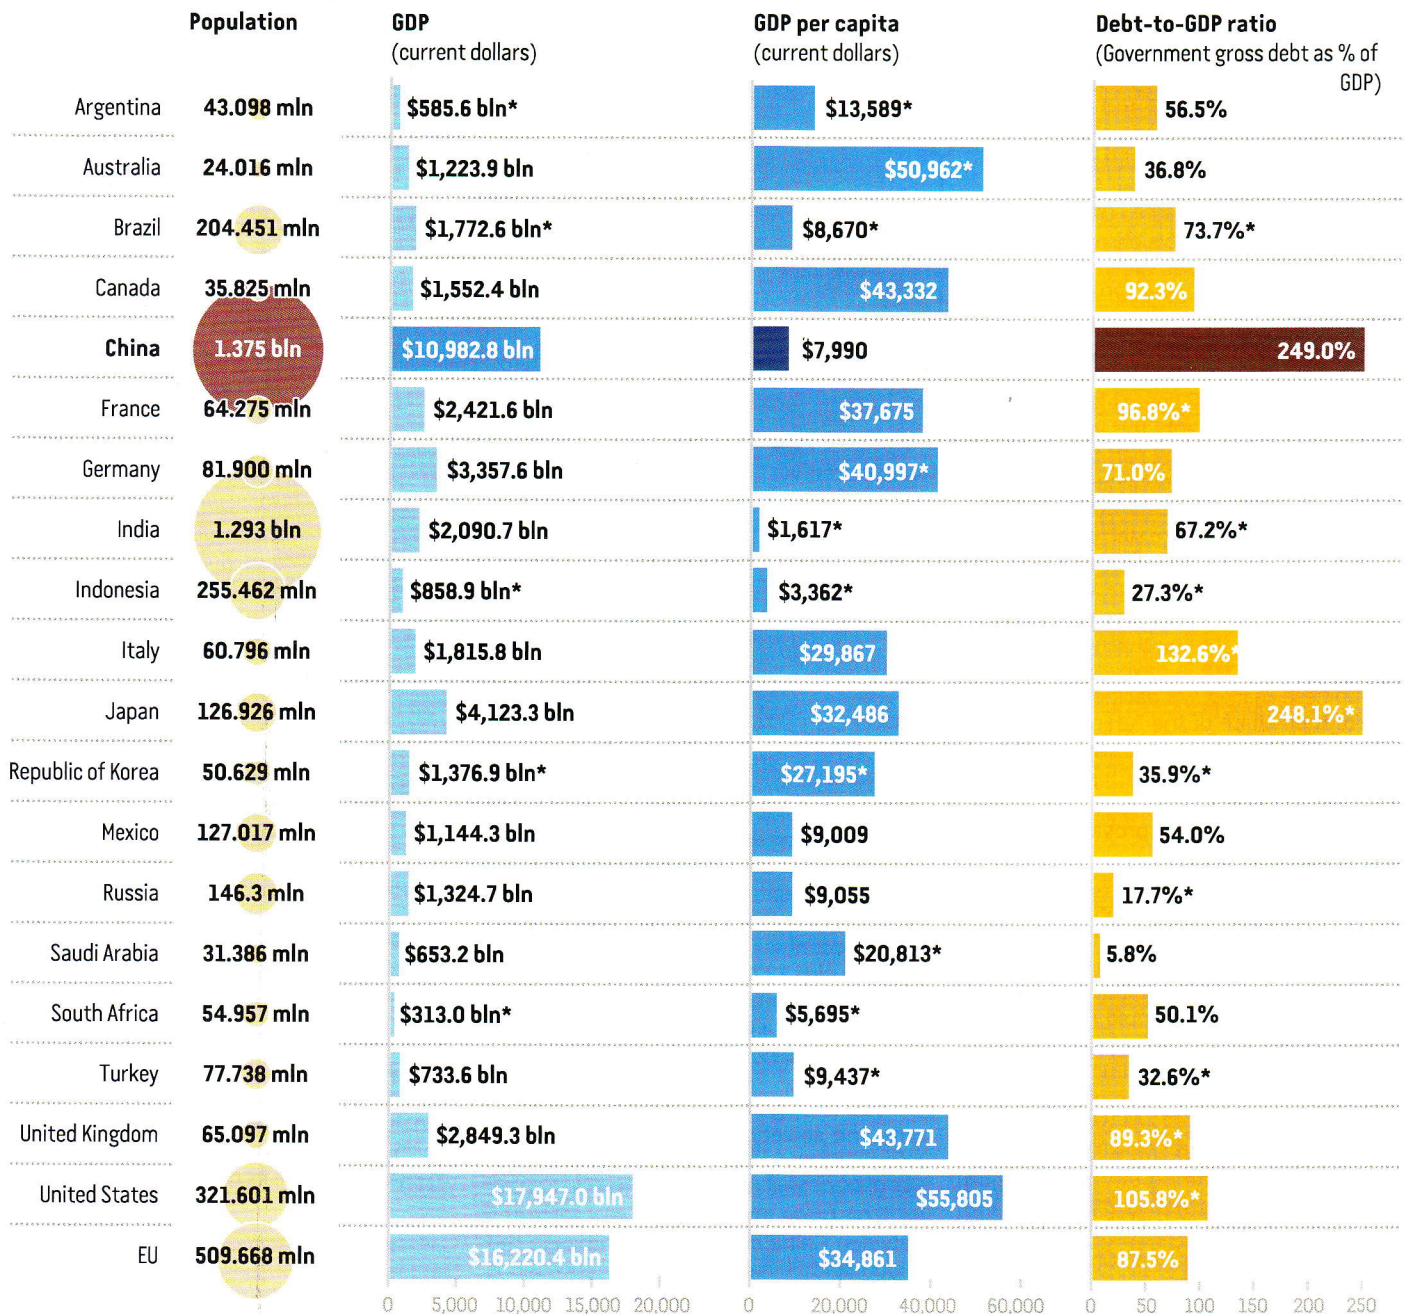 Population GDP GDP per capita Debt-to-GDP ratio
(current dollars) (current dollars) (Government gross debt as % of
GDP)
Argentina 43.098 mln $585.6 bln* $13,589* 56.5%
Australia 24.016 mln $1,223.9 bln $50,962* 36.8%
Brazil 204.451 mln $1,772.6 bln* $8,670* 73.7%*
Canada 35.825 mln $1,552.4 bln $43,332 92.3%
China 1.375 bln $10,982.8 bln $7,990 249.0%
France 64.275 mln $2,421.6 bln $37,675 96.8%*
Germany 81.900 mln $3,357.6 bln $40,997* 71.0%
India 1.293 bln $2,090.7 bln $1,617* 67.2%*
Indonesia 255.462 mln $858.9 bln* $3,362* 27.3%*
Italy 60.796 mln $1,815.8 bln $29,867 132.6%*
Japan 126.926 mln $4,123.3 bln $32,486 248.1%*
Republic of Korea 50.629 mln $1,376.9 bln* $27,195* 35.9%*
Mexico 127.017 mln $1,144.3 bln $9,009 54.0%
Russia 146.3 mln $1,324.7 bln $9,055 17.7%*
Saudi Arabia 31.386 mln $653.2 bln $20,813* 5.8%
South Africa 54.957 mln $313.0 bln* $5,695* 50.1%
Turkey 77.738 mln $733.6 bln $9,437* 32.6%*
United Kingdom 65.097 mln $2,849.3 bln $43,771 89.3%*
United States 321.601 mln $17,947.0 bln $55,805 105.8%*
EU 509.668 mln $16,220.4 bln $34,861 87.5%
0 5,000 10,000 15,000 20,000 0 20,000 40,000 60,000 0 50 100 150 200 250